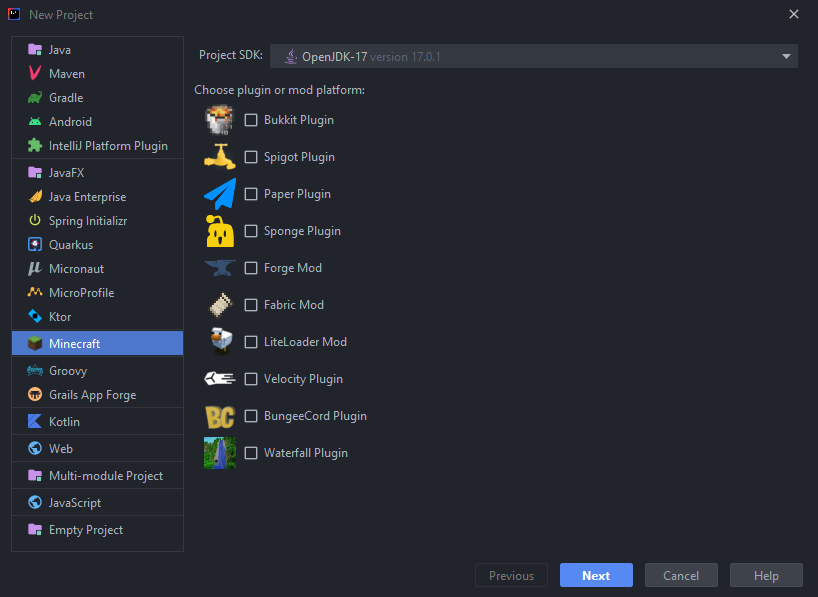 New Project
Java
Maven
Gradle
Android
IntelliJ Platform Plugin
JavaFX
Java Enterprise
Spring Initializr
Quarkus
Micronaut
MicroProfile
Ktor
Minecraft
Groovy
Grails App Forge
Kotlin
Web
Multi-module Project
JavaScript
Empty Project
Project SDK: OpenJDK-17 version 17.0.1
Choose plugin or mod platform:
Bukkit Plugin
Spigot Plugin
Paper Plugin
Sponge Plugin
Forge Mod
Fabric Mod
LiteLoader Mod
Velocity Plugin
BC BungeeCord Plugin
Waterfall Plugin
Previous Next Cancel Help